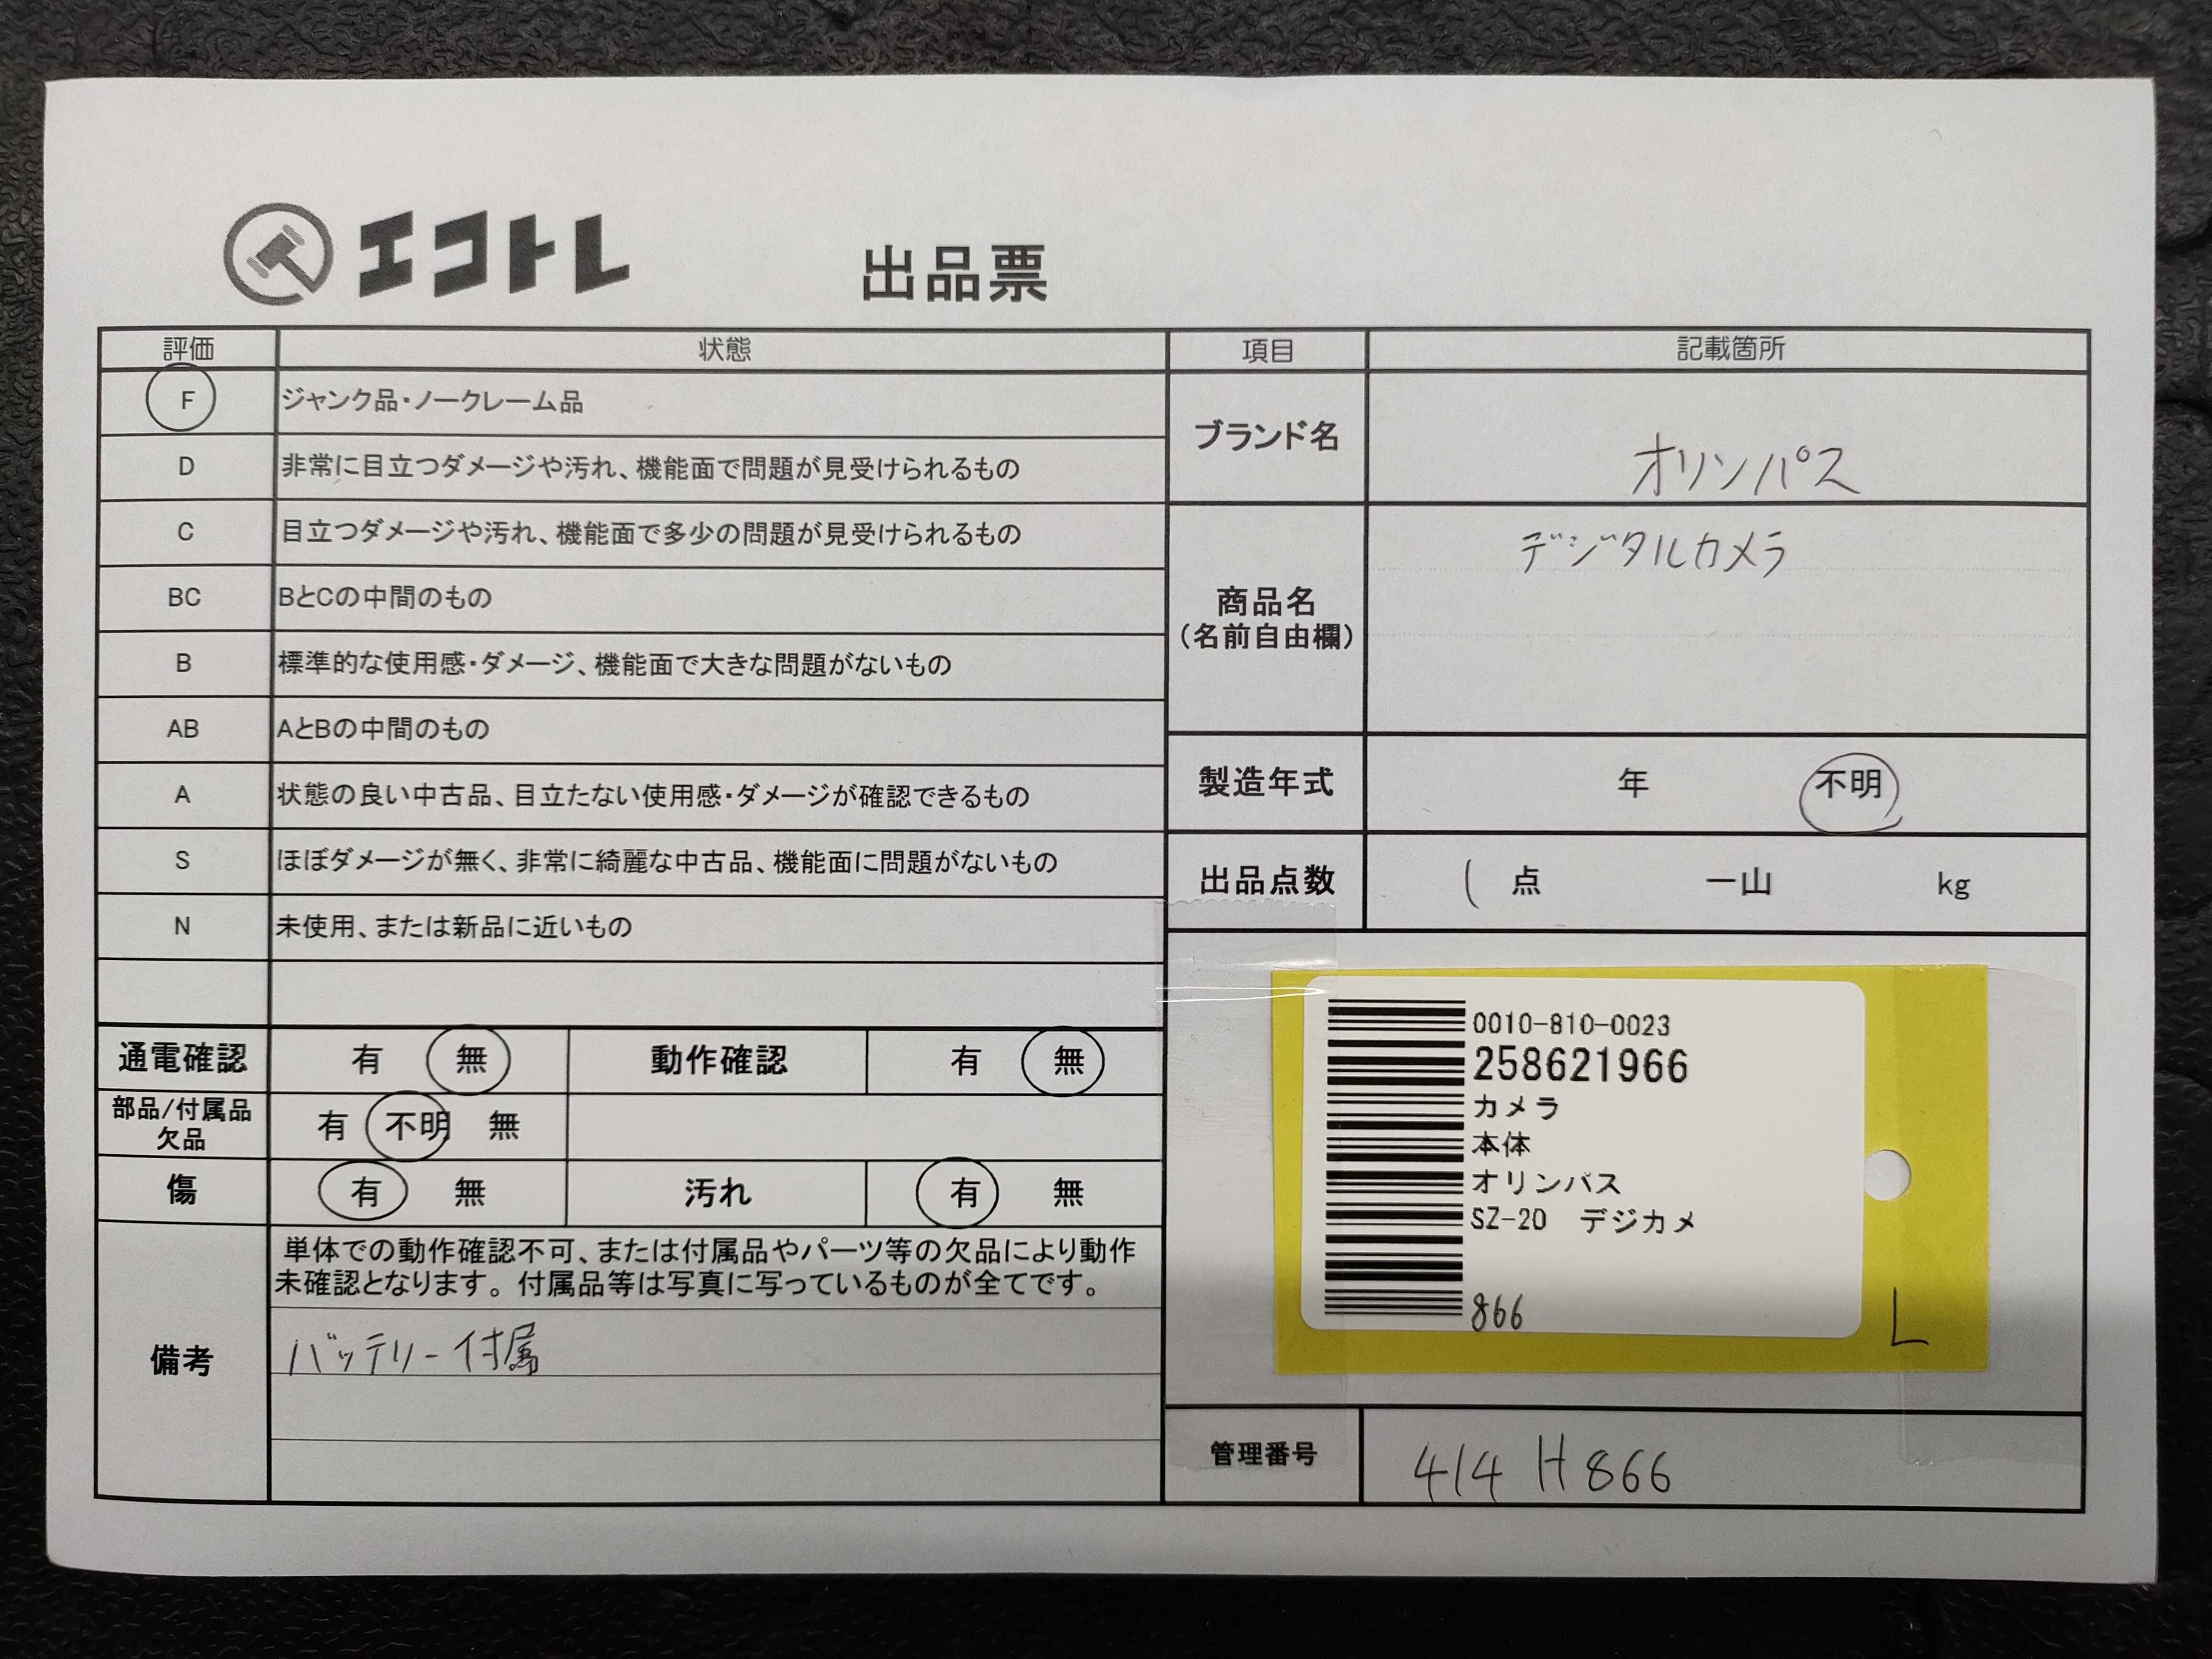 エコトレ
出品票
評価 状態
F ジャンク品・ノークレーム品
D 非常に目立つダメージや汚れ、機能面で問題が見受けられるもの
C 目立つダメージや汚れ、機能面で多少の問題が見受けられるもの
BC BとCの中間のもの
B 標準的な使用感・ダメージ、機能面で大きな問題がないもの
AB AとBの中間のもの
A 状態の良い中古品、目立たない使用感・ダメージが確認できるもの
S ほぼダメージが無く、非常に綺麗な中古品、機能面に問題がないもの
N 未使用、または新品に近いもの
通電確認 有 無 動作確認 有 無
部品/付属品
欠品 有 不明 無
傷 有 無 汚れ 有 無
備考
単体での動作確認不可、または付属品やパーツ等の欠品により動作
未確認となります。付属品等は写真に写っているものが全てです。
バッテリー付属
項目 記載箇所
ブランド名 オリンパス
商品名
(名前自由欄)
デジタルカメラ
製造年式 年 不明
出品点数 1 点 一山 kg
0010-810-0023
258621966
カメラ
本体
オリンパス
SZ-20 デジカメ
866
L
管理番号 414 H866